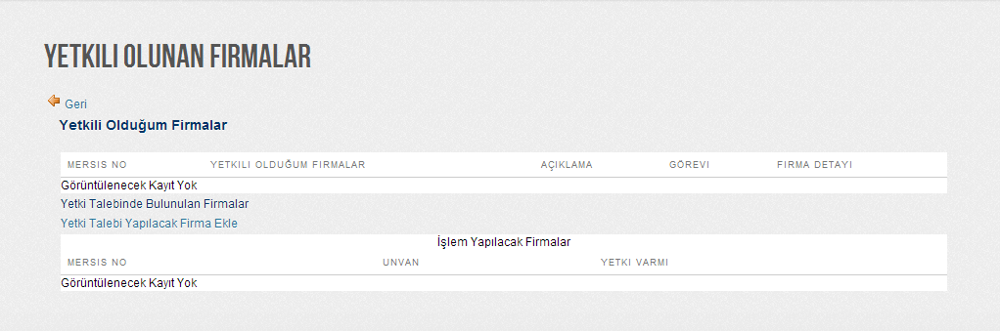 YETKILI OLUNAN FIRMALAR
Geri
Yetkili Olduğum Firmalar
MERSIS NO YETKILI OLDUĞUM FIRMALAR AÇIKLAMA GÖREVI FIRMA DETAYI
Görüntülenecek Kayıt Yok
Yetki Talebinde Bulunulan Firmalar
Yetki Talebi Yapılacak Firma Ekle
İşlem Yapılacak Firmalar
MERSIS NO UNVAN YETKI VARMI
Görüntülenecek Kayıt Yok